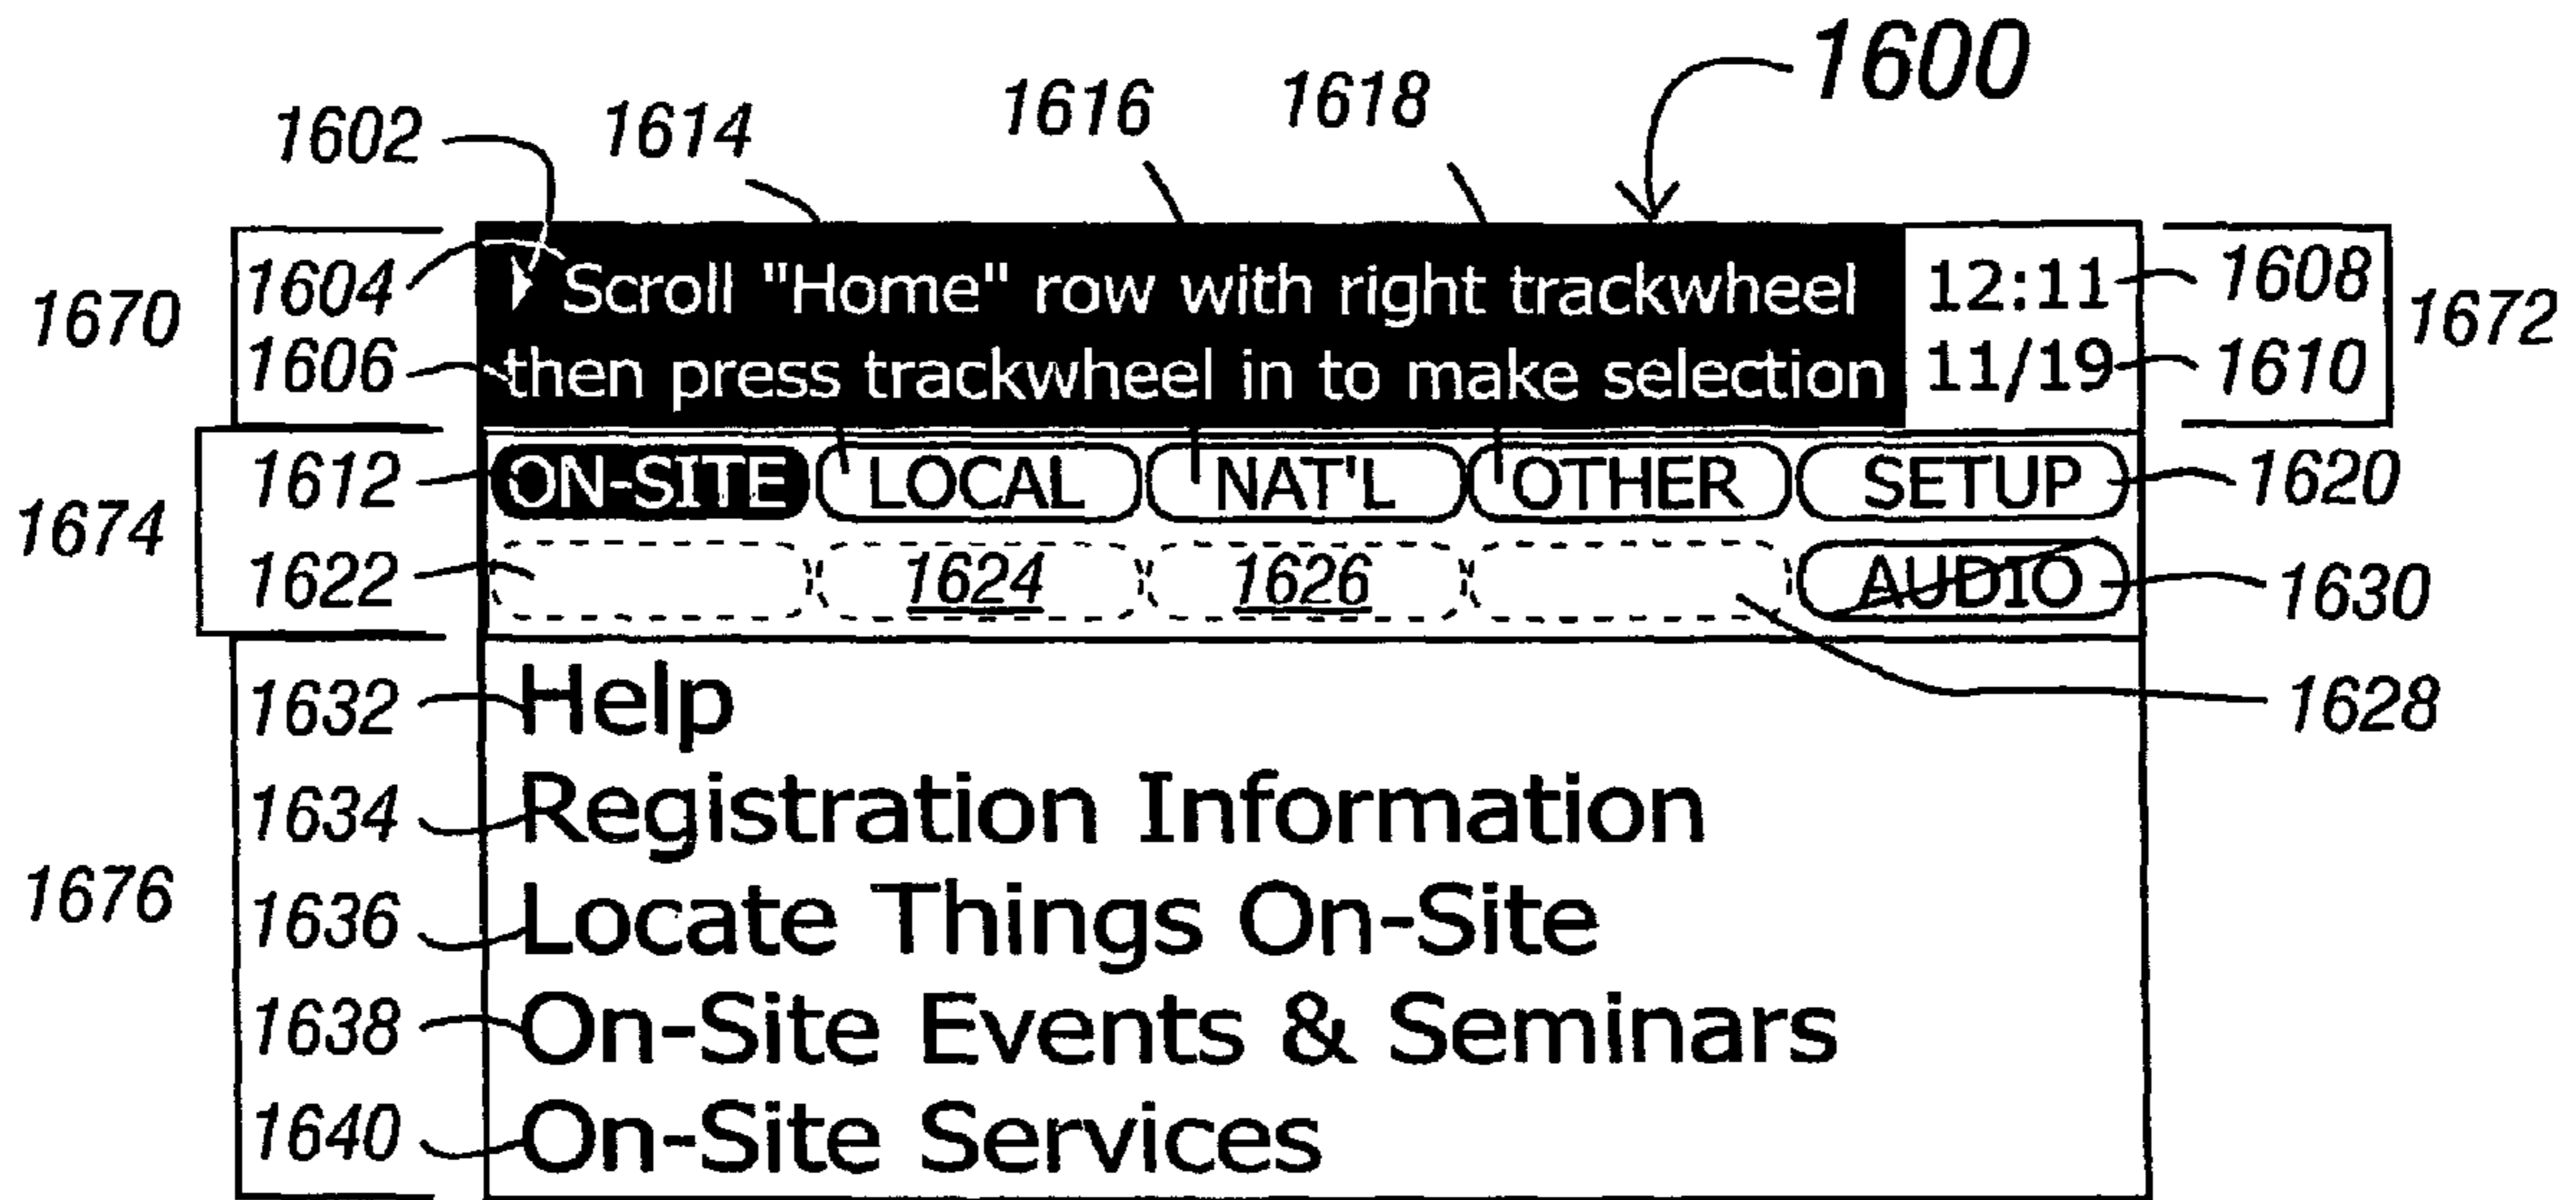 1600
1602 1614 1616 1618
1670 1604 Scroll "Home" row with right trackwheel 12:11 1608 1672
1606 then press trackwheel in to make selection 11/19 1610
1674 1612 ON-SITE LOCAL NAT'L OTHER SETUP 1620
1622 1624 1626 AUDIO 1630
1632 Help 1628
1634 Registration Information
1676 1636 Locate Things On-Site
1638 On-Site Events & Seminars
1640 On-Site Services